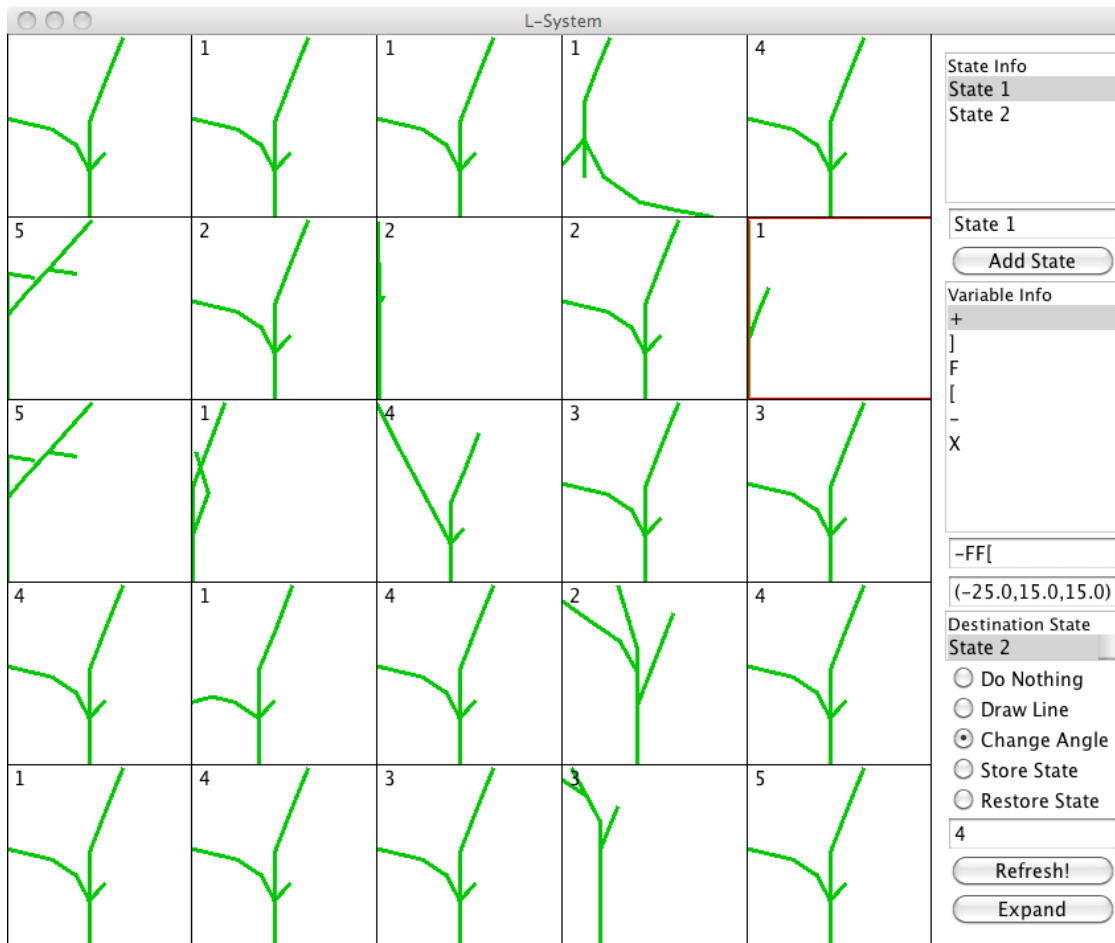 L-System
1 1 1 4
5 2 2 2 1
5 1 4 3 3
4 1 4 2 4
1 4 3 3 5
State Info
State 1
State 2
State 1
Add State
Variable Info
+
]
F
[
-
X
-FF[
(-25.0,15.0,15.0)
Destination State
State 2
Do Nothing
Draw Line
Change Angle
Store State
Restore State
4
Refresh!
Expand